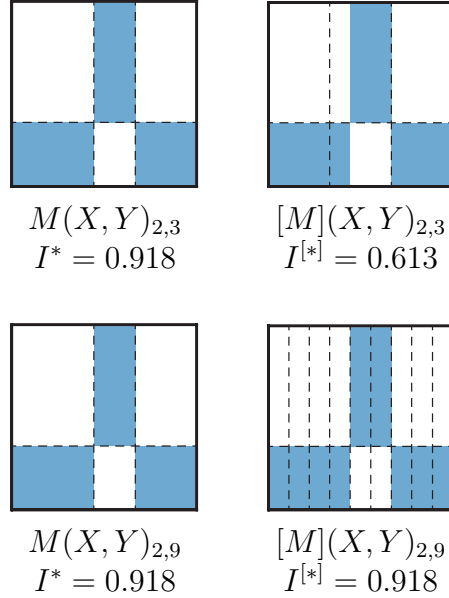 M(X, Y)_{2,3}
I^* = 0.918
[M](X, Y)_{2,3}
I^{[*]} = 0.613
M(X, Y)_{2,9}
I^* = 0.918
[M](X, Y)_{2,9}
I^{[*]} = 0.918